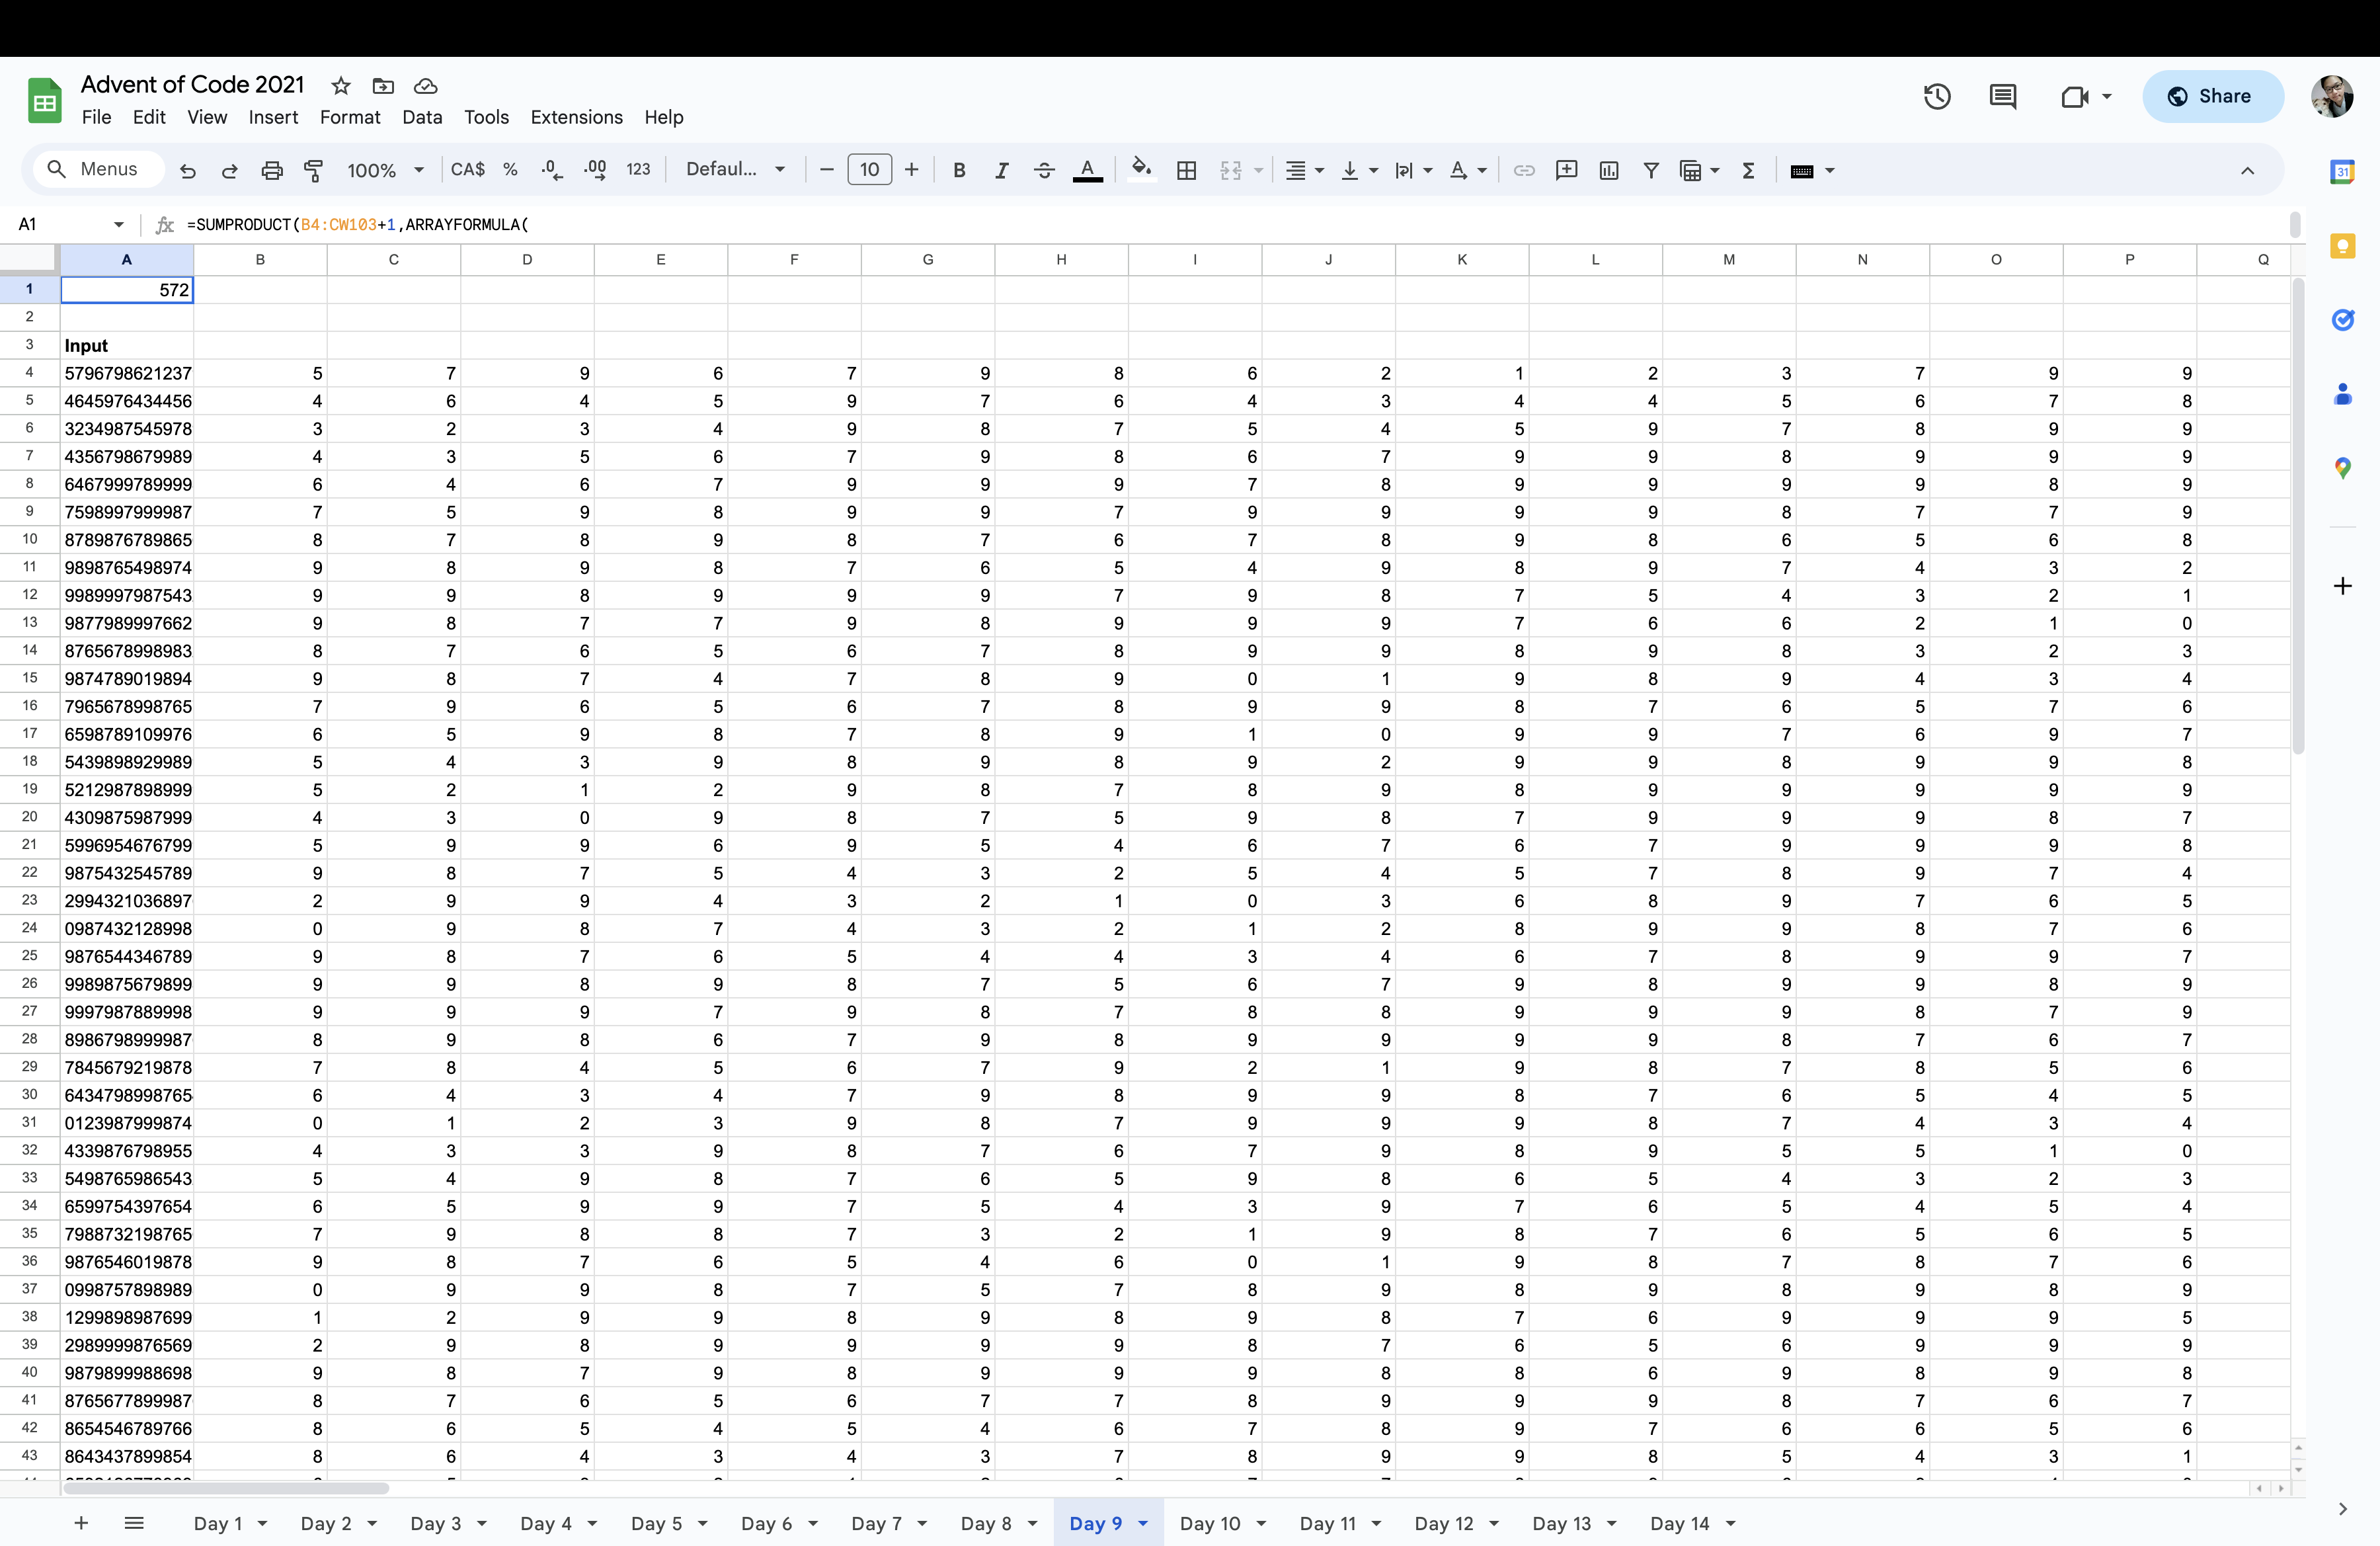 Advent of Code 2021
File Edit View Insert Format Data Tools Extensions Help
Share
Menus 100% CA$ % .0 .00 123 Defaul... 10 B I A
31
A1 fx =SUMPRODUCT(B4:CW103+1,ARRAYFORMULA(
A B C D E F G H I J K L M N O P Q
1 572
2
3 Input
4 5796798621237 5 7 9 6 7 9 8 6 2 1 2 3 7 9 9
5 4645976434456 4 6 4 5 9 7 6 4 3 4 4 5 6 7 8
6 3234987545978 3 2 3 4 9 8 7 5 4 5 9 7 8 9 9
7 4356798679989 4 3 5 6 7 9 8 6 7 9 9 8 9 9 9
8 6467999789999 6 4 6 7 9 9 9 7 8 9 9 9 9 8 9
9 7598997999987 7 5 9 8 9 9 7 9 9 9 9 8 7 7 9
10 8789876789865 8 7 8 9 8 7 6 7 8 9 8 6 5 6 8
11 9898765498974 9 8 9 8 7 6 5 4 9 8 9 7 4 3 2
12 9989997987543 9 9 8 9 9 9 7 9 8 7 5 4 3 2 1
13 9877989997662 9 8 7 7 9 8 9 9 9 7 6 6 2 1 0
14 8765678998983 8 7 6 5 6 7 8 9 9 8 9 8 3 2 3
15 9874789019894 9 8 7 4 7 8 9 0 1 9 8 9 4 3 4
16 7965678998765 7 9 6 5 6 7 8 9 9 8 7 6 5 7 6
17 6598789109976 6 5 9 8 7 8 9 1 0 9 9 7 6 9 7
18 5439898929989 5 4 3 9 8 9 8 9 2 9 9 8 9 9 8
19 5212987898999 5 2 1 2 9 8 7 8 9 8 9 9 9 9 9
20 4309875987999 4 3 0 9 8 7 5 9 8 7 9 9 9 8 7
21 5996954676799 5 9 9 6 9 5 4 6 7 6 7 9 9 9 8
22 9875432545789 9 8 7 5 4 3 2 5 4 5 7 8 9 7 4
23 2994321036897 2 9 9 4 3 2 1 0 3 6 8 9 7 6 5
24 0987432128998 0 9 8 7 4 3 2 1 2 8 9 9 8 7 6
25 9876544346789 9 8 7 6 5 4 4 3 4 6 7 8 9 9 7
26 9989875679899 9 9 8 9 8 7 5 6 7 9 8 9 9 8 9
27 9997987889998 9 9 9 7 9 8 7 8 8 9 9 9 8 7 9
28 8986798999987 8 9 8 6 7 9 8 9 9 9 9 8 7 6 7
29 7845679219878 7 8 4 5 6 7 9 2 1 9 8 7 8 5 6
30 6434798998765 6 4 3 4 7 9 8 9 9 8 7 6 5 4 5
31 0123987999874 0 1 2 3 9 8 7 9 9 9 8 7 4 3 4
32 4339876798955 4 3 3 9 8 7 6 7 9 8 9 5 5 1 0
33 5498765986543 5 4 9 8 7 6 5 9 8 6 5 4 3 2 3
34 6599754397654 6 5 9 9 7 5 4 3 9 7 6 5 4 5 4
35 7988732198765 7 9 8 8 7 3 2 1 9 8 7 6 5 6 5
36 9876546019878 9 8 7 6 5 4 6 0 1 9 8 7 8 7 6
37 0998757898989 0 9 9 8 7 5 7 8 9 8 9 8 9 8 9
38 1299898987699 1 2 9 9 8 9 8 9 8 7 6 9 9 9 5
39 2989999876569 2 9 8 9 9 9 9 8 7 6 5 6 9 9 9
40 9879899988698 9 8 7 9 8 9 9 9 8 8 6 9 8 9 8
41 8765677899987 8 7 6 5 6 7 7 8 9 9 9 8 7 6 7
42 8654546789766 8 6 5 4 5 4 6 7 8 9 7 6 6 5 6
43 8643437899854 8 6 4 3 4 3 7 8 9 9 8 5 4 3 1
Day 1 Day 2 Day 3 Day 4 Day 5 Day 6 Day 7 Day 8 Day 9 Day 10 Day 11 Day 12 Day 13 Day 14